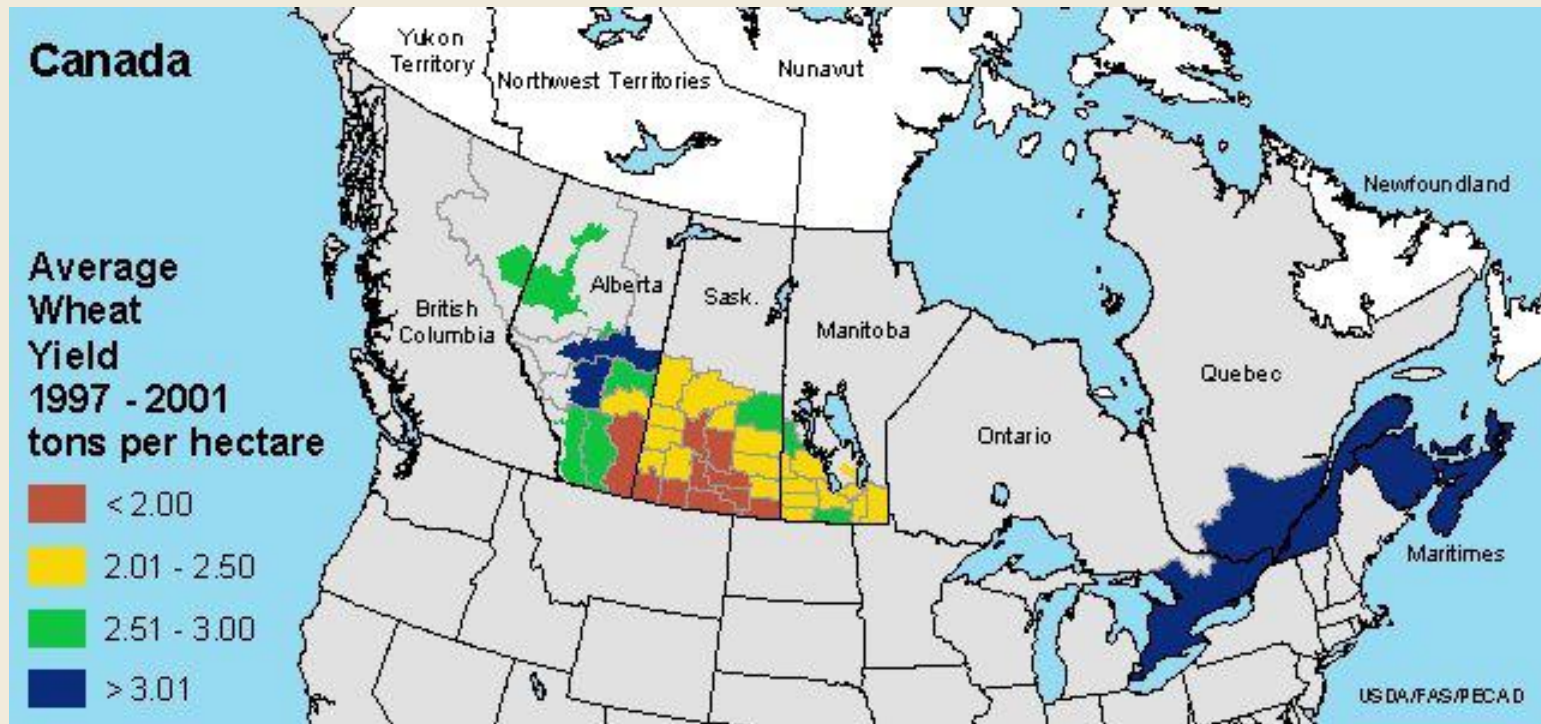 Canada
Yukon
Territory
Northwest Territories
Nunavut
Newfoundland
Average
Wheat
Yield
1997 - 2001
tons per hectare
< 2.00
2.01 - 2.50
2.51 - 3.00
> 3.01
British
Columbia
Alberta
Sask.
Manitoba
Ontario
Quebec
Maritimes
USDA/FAS/PECAD